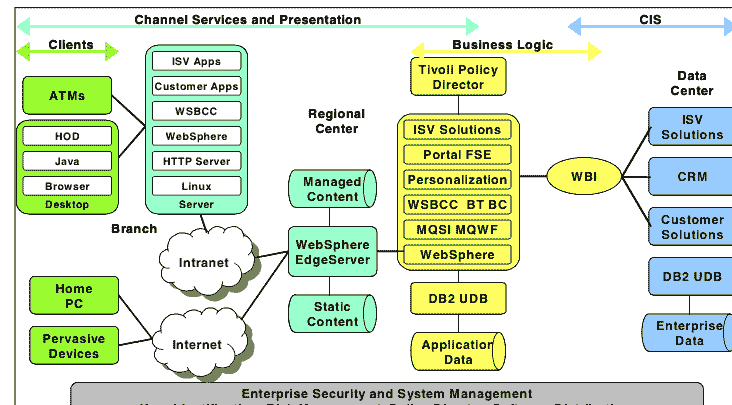 Channel Services and Presentation
CIS
Clients
Business Logic
ISV Apps
Customer Apps
WSBCC
WebSphere
HTTP Server
Linux
Server
ATMs
HOD
Java
Browser
Desktop
Branch
Intranet
Home
PC
Pervasive
Devices
Internet
Regional
Center
Managed
Content
WebSphere
EdgeServer
Static
Content
Tivoli Policy
Director
ISV Solutions
Portal FSE
Personalization
WSBCC BT BC
MQSI MQWF
WebSphere
DB2 UDB
Application
Data
WBI
Data
Center
ISV
Solutions
CRM
Customer
Solutions
DB2 UDB
Enterprise
Data
Enterprise Security and System Management